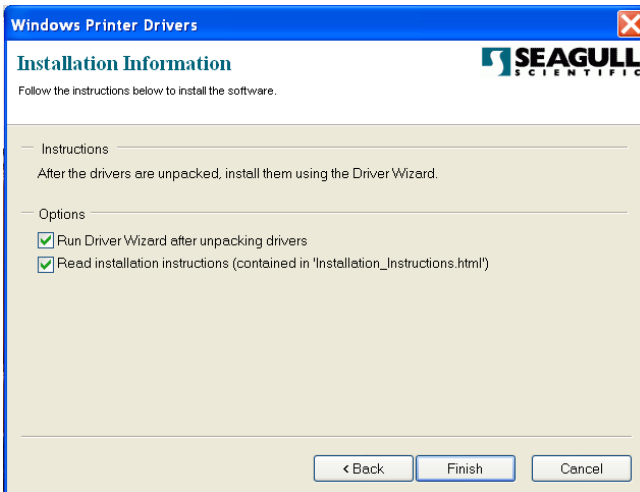 Windows Printer Drivers
Installation Information
SEAGULL
SCIENTIFIC
Follow the instructions below to install the software.
Instructions
After the drivers are unpacked, install them using the Driver Wizard.
Options
Run Driver Wizard after unpacking drivers
Read installation instructions (contained in 'Installation_Instructions.html')
< Back
Finish
Cancel